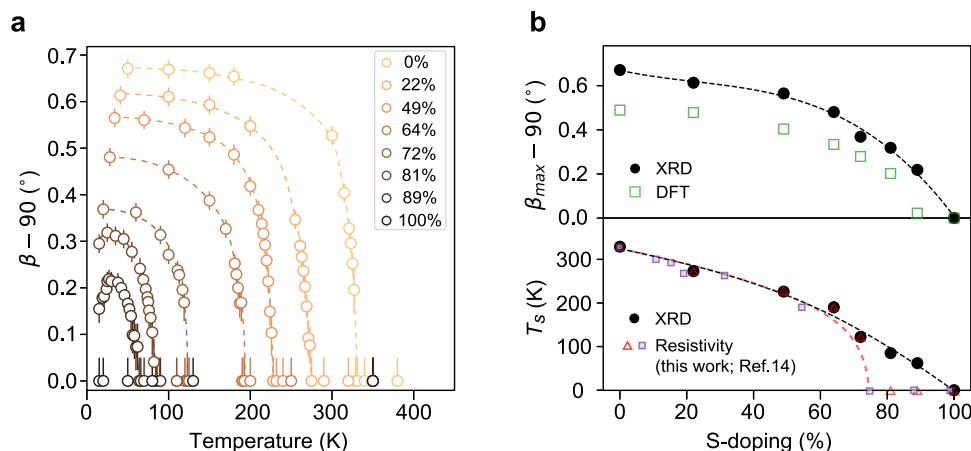 a
0.7
0.6
0.5
0.4
0.3
0.2
0.1
0.0
β − 90 (°)
0 100 200 300 400
Temperature (K)
0%
22%
49%
64%
72%
81%
89%
100%
b
0.6
0.4
0.2
0.0
βmax − 90 (°)
XRD
DFT
300
200
100
0
Ts (K)
XRD
Resistivity
(this work; Ref.14)
0 20 40 60 80 100
S-doping (%)